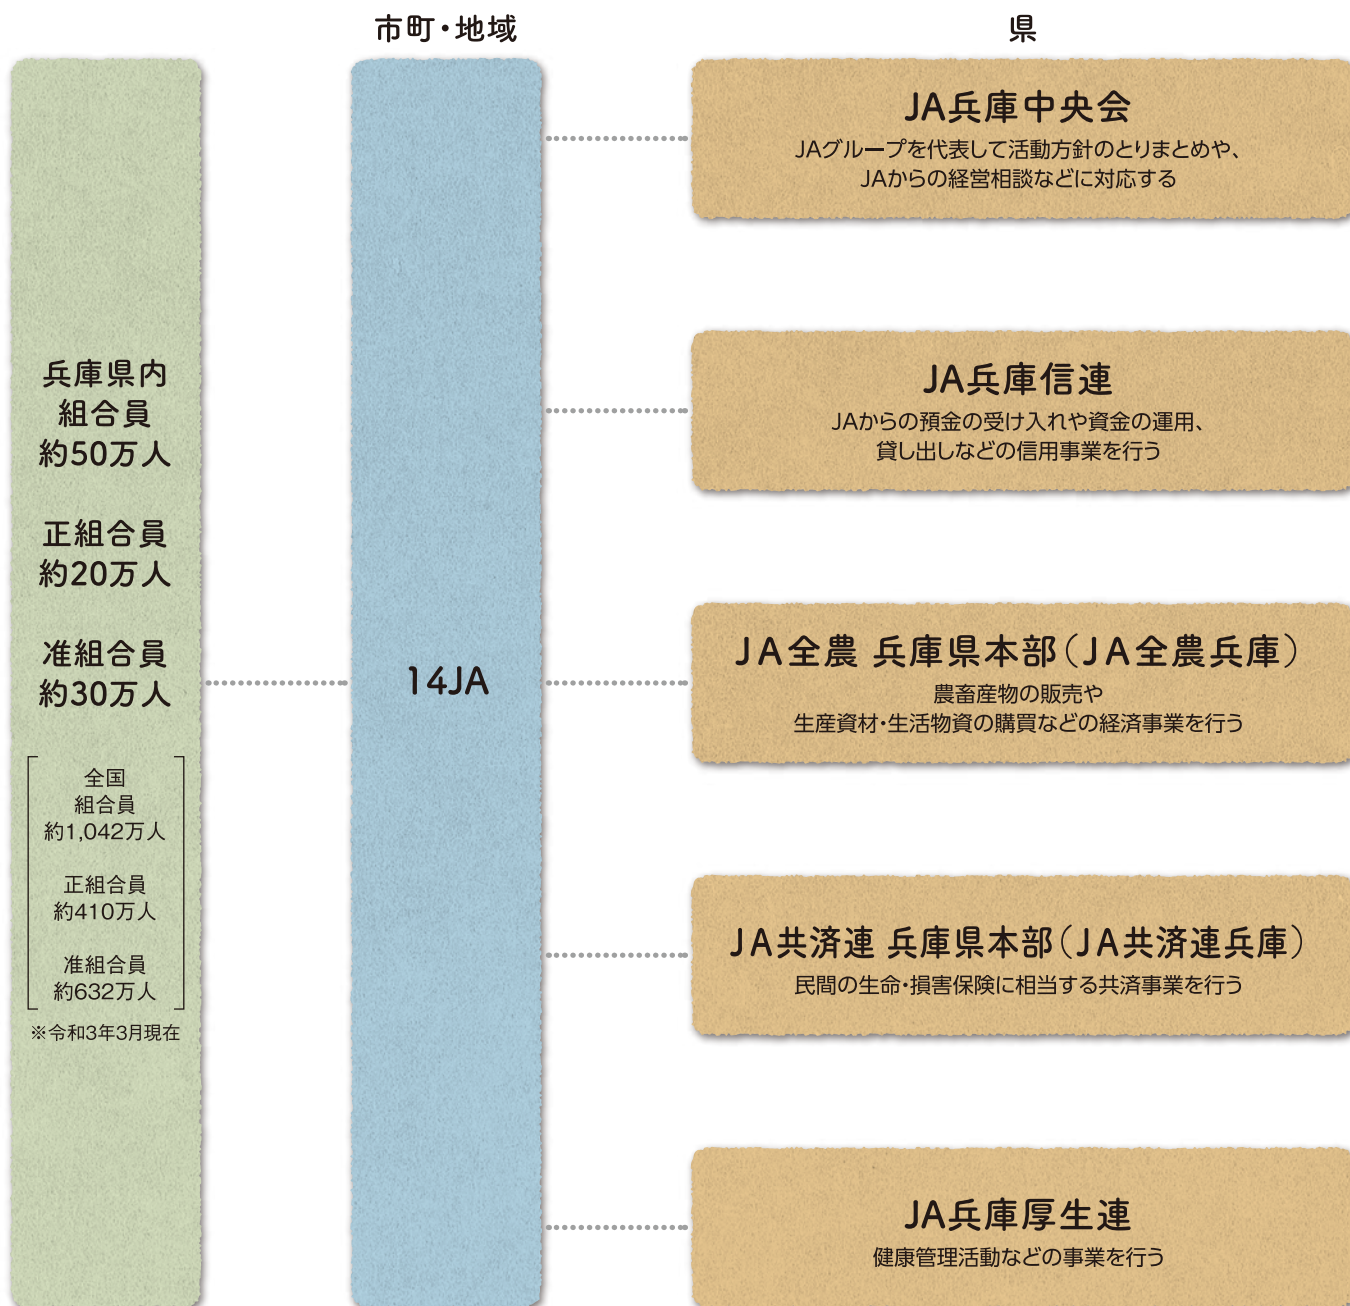 市町・地域
県
兵庫県内
組合員
約50万人
正組合員
約20万人
准組合員
約30万人
全国
組合員
約1,042万人
正組合員
約410万人
准組合員
約632万人
※令和3年3月現在
14JA
JA兵庫中央会
JAグループを代表して活動方針のとりまとめや、
JAからの経営相談などに対応する
JA兵庫信連
JAからの預金の受け入れや資金の運用、
貸し出しなどの信用事業を行う
JA全農 兵庫県本部（JA全農兵庫）
農畜産物の販売や
生産資材・生活物資の購買などの経済事業を行う
JA共済連 兵庫県本部（JA共済連兵庫）
民間の生命・損害保険に相当する共済事業を行う
JA兵庫厚生連
健康管理活動などの事業を行う